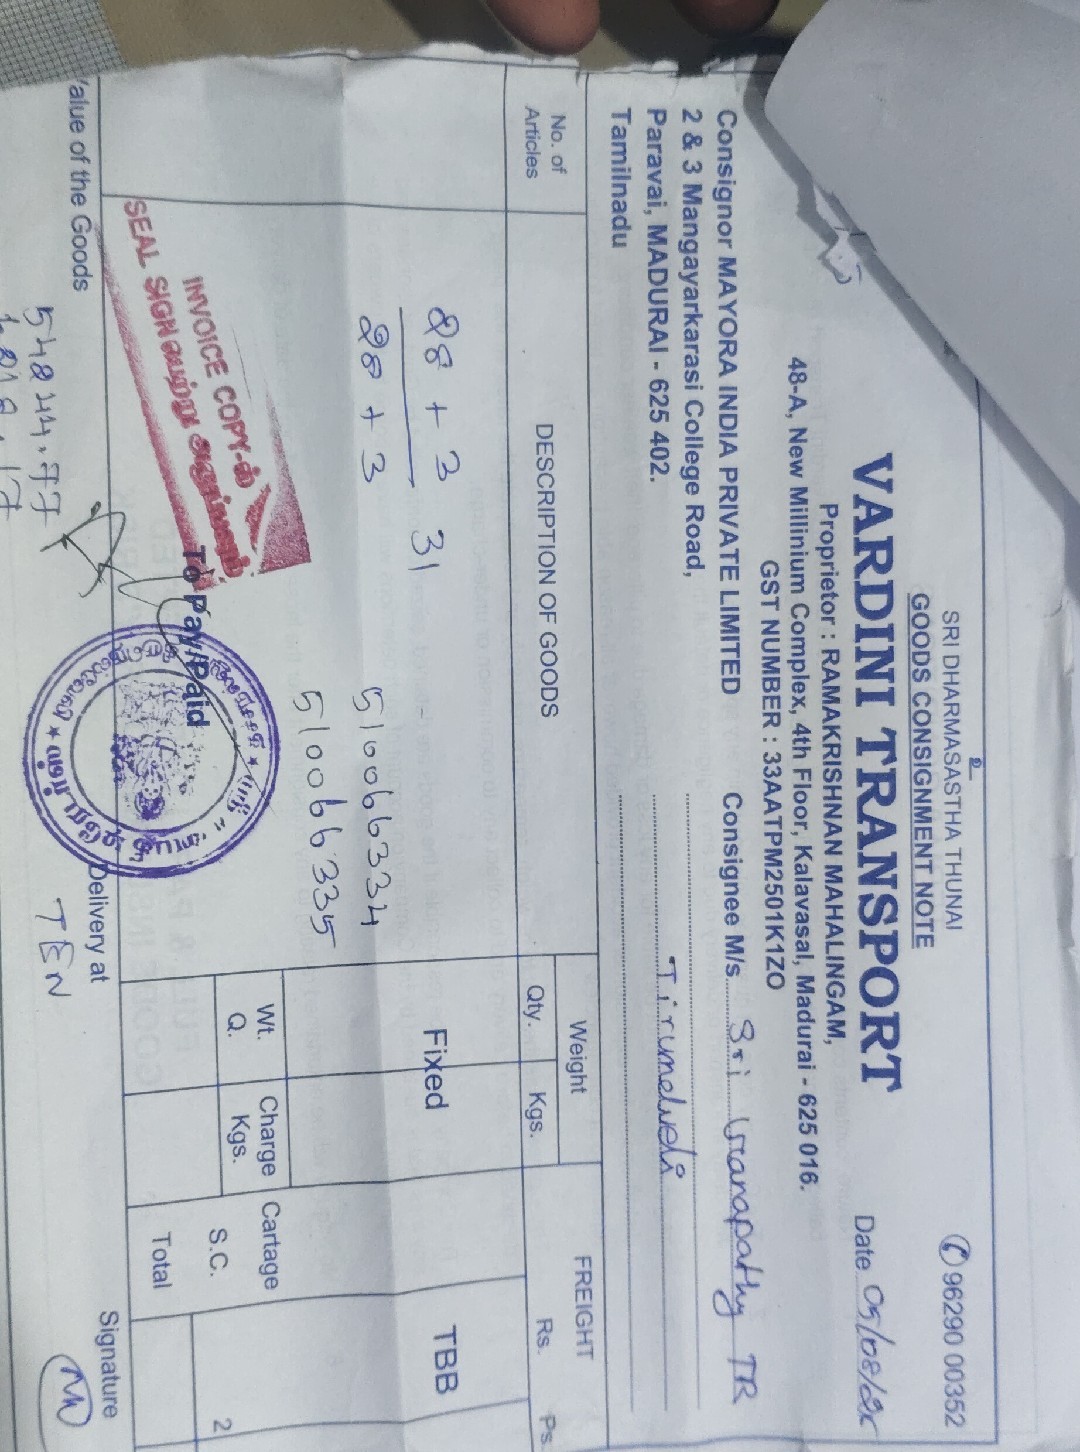 உ
SRI DHARMASASTHA THUNAI
✆ 96290 00352
GOODS CONSIGNMENT NOTE
VARDINI TRANSPORT
Date
Proprietor : RAMAKRISHNAN MAHALINGAM,
48-A, New Millinium Complex, 4th Floor, Kalavasal, Madurai - 625 016.
GST NUMBER : 33AATPM2501K1ZO
Consignor MAYORA INDIA PRIVATE LIMITED
2 & 3 Mangayarkarasi College Road,
Paravai, MADURAI - 625 402.
Tamilnadu
Consignee M/s. Sri Ganapathy TR
Tirunelveli
No. of Articles
DESCRIPTION OF GOODS
Weight
FREIGHT
Qty.
Kgs.
Rs.
Ps.
28 + 3 31
28 + 3
51006334
51006335
Fixed
TBB
Wt. Q.
Charge Kgs.
Cartage
S.C.
2
Total
INVOICE COPY-ல்
SEAL SIGN பெற்று அனுப்பவும்
To Pay/Paid
Value of the Goods
54244.77
Delivery at
TEN
Signature